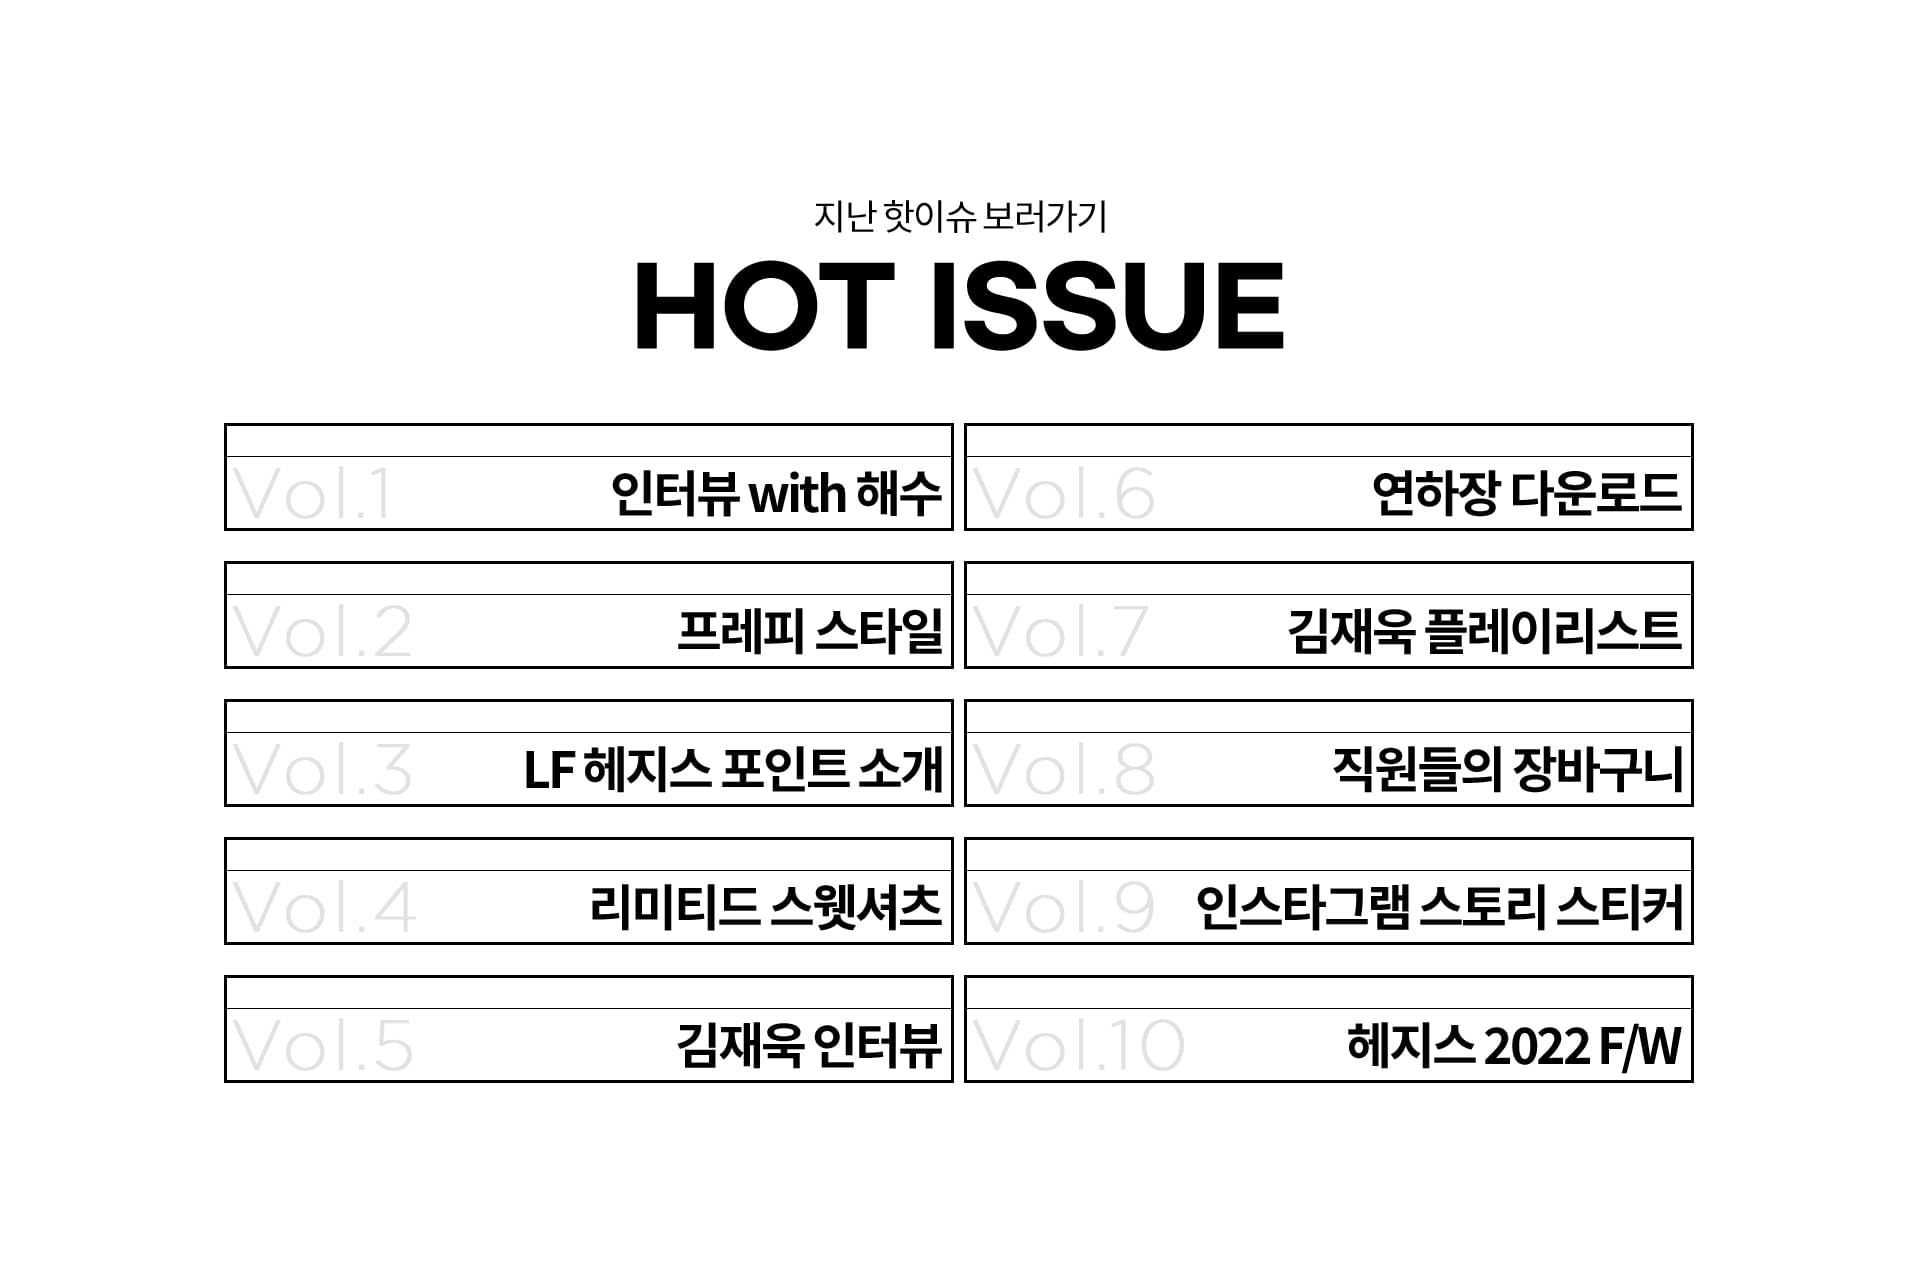 지난 핫이슈 보러가기
HOT ISSUE
Vol.1 인터뷰 with 해수
Vol.2 프레피 스타일
Vol.3 LF 헤지스 포인트 소개
Vol.4 리미티드 스웻셔츠
Vol.5 김재욱 인터뷰
Vol.6 연하장 다운로드
Vol.7 김재욱 플레이리스트
Vol.8 직원들의 장바구니
Vol.9 인스타그램 스토리 스티커
Vol.10 헤지스 2022 F/W